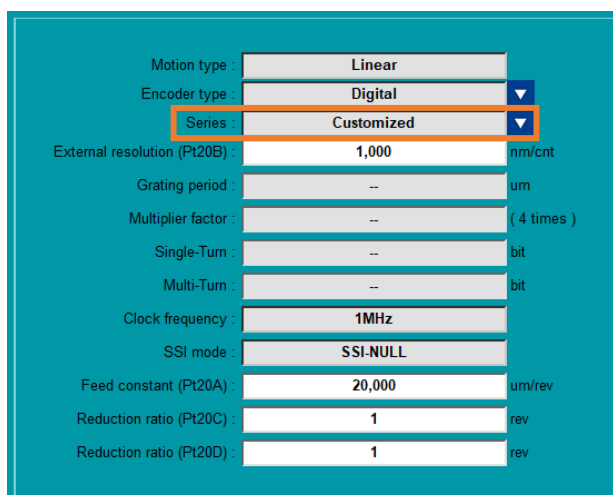 Motion type : Linear
Encoder type : Digital
Series : Customized
External resolution (Pt20B) : 1,000 nm/cnt
Grating period : -- um
Multiplier factor : -- ( 4 times )
Single-Turn : -- bit
Multi-Turn : -- bit
Clock frequency : 1MHz
SSI mode : SSI-NULL
Feed constant (Pt20A) : 20,000 um/rev
Reduction ratio (Pt20C) : 1 rev
Reduction ratio (Pt20D) : 1 rev